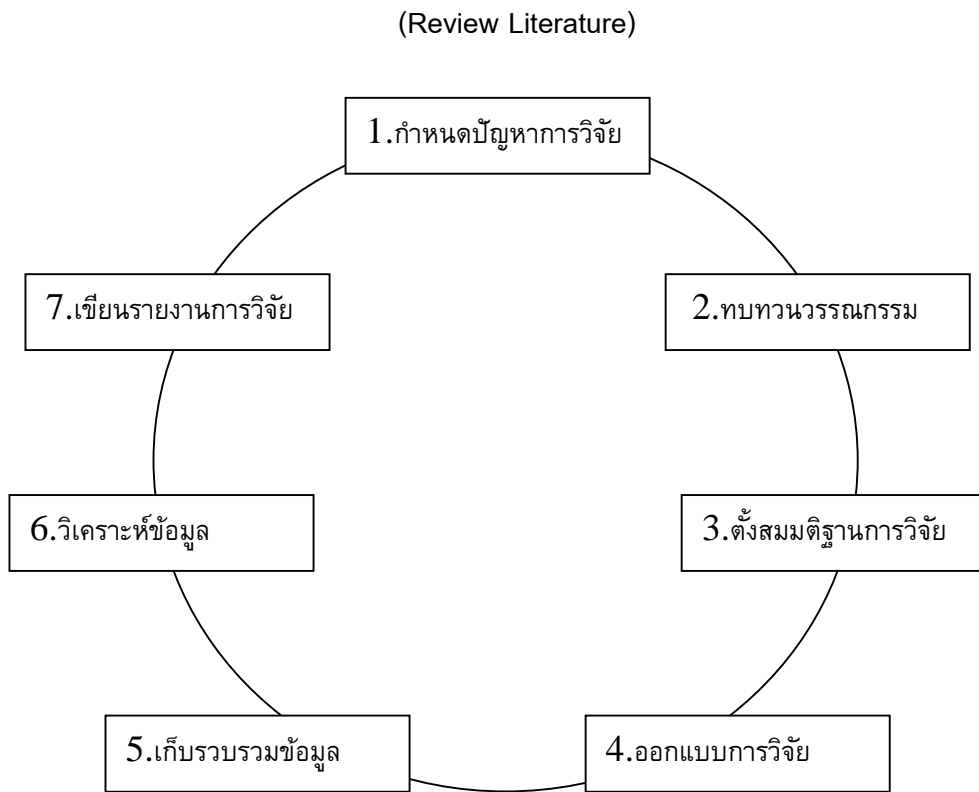 (Review Literature)
1.กำหนดปัญหาการวิจัย
2.ทบทวนวรรณกรรม
3.ตั้งสมมติฐานการวิจัย
4.ออกแบบการวิจัย
5.เก็บรวบรวมข้อมูล
6.วิเคราะห์ข้อมูล
7.เขียนรายงานการวิจัย